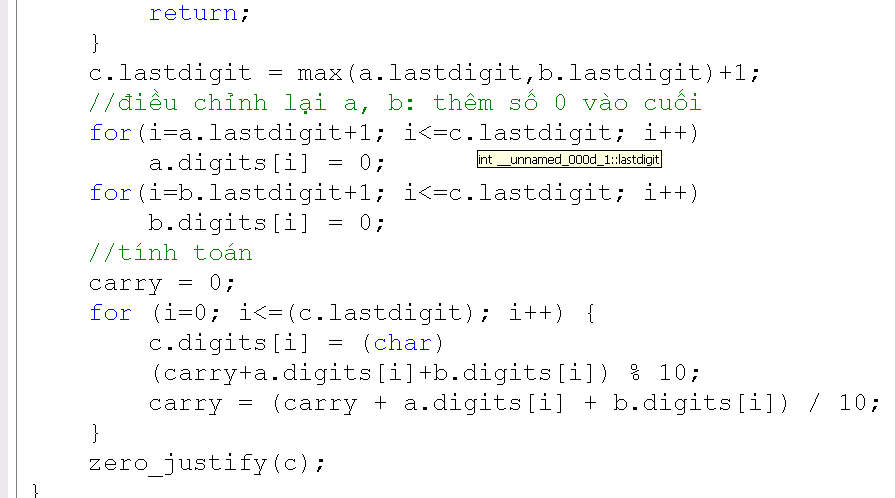 return;
}
c.lastdigit = max(a.lastdigit,b.lastdigit)+1;
//điều chỉnh lại a, b: thêm số 0 vào cuối
for(i=a.lastdigit+1; i<=c.lastdigit; i++)
a.digits[i] = 0;
int __unnamed_000d_1::lastdigit
for(i=b.lastdigit+1; i<=c.lastdigit; i++)
b.digits[i] = 0;
//tính toán
carry = 0;
for (i=0; i<=(c.lastdigit); i++) {
c.digits[i] = (char)
(carry+a.digits[i]+b.digits[i]) % 10;
carry = (carry + a.digits[i] + b.digits[i]) / 10;
}
zero_justify(c);
}